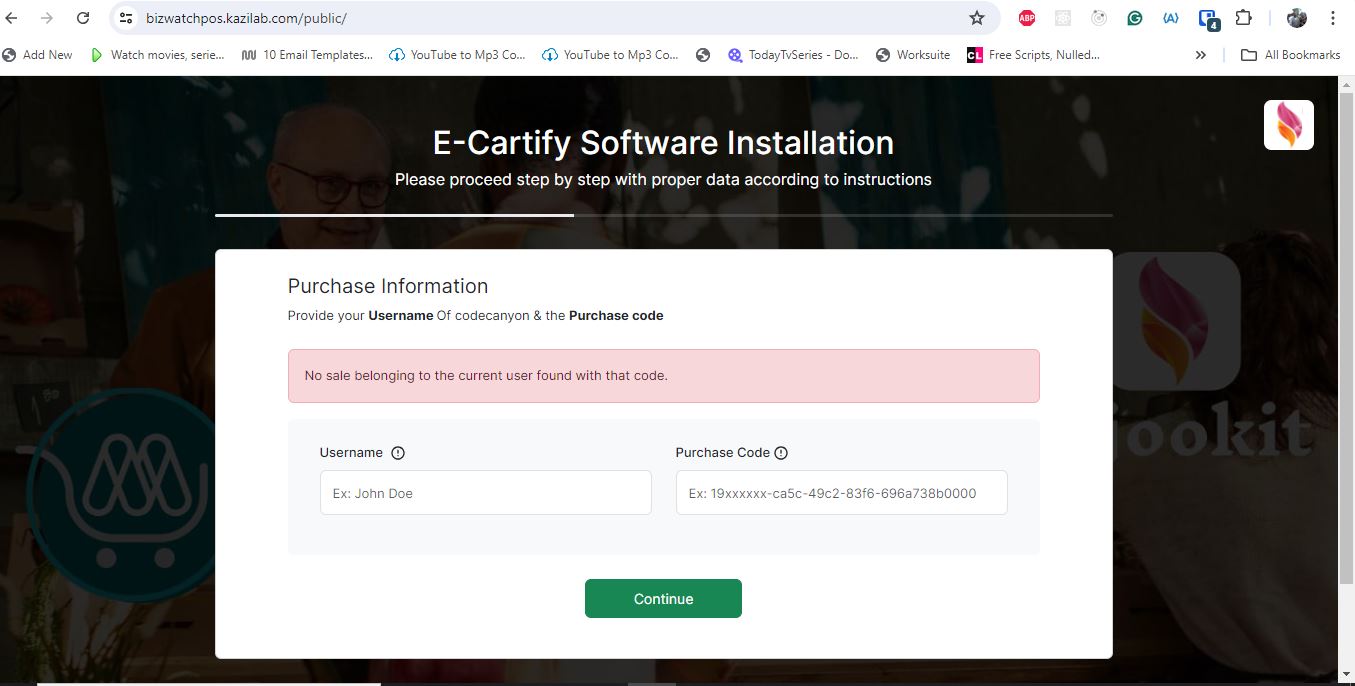 bizwatchpos.kazilab.com/public/
ABP
(A)
4
Add New
Watch movies, serie...
10 Email Templates...
YouTube to Mp3 Co...
YouTube to Mp3 Co...
TodayTvSeries - Do...
Worksuite
CL
Free Scripts, Nulled...
»
All Bookmarks
E-Cartify Software Installation
Please proceed step by step with proper data according to instructions
Purchase Information
Provide your Username Of codecanyon & the Purchase code
No sale belonging to the current user found with that code.
Username
Purchase Code
Ex: John Doe
Ex: 19xxxxxx-ca5c-49c2-83f6-696a738b0000
Continue
jookit